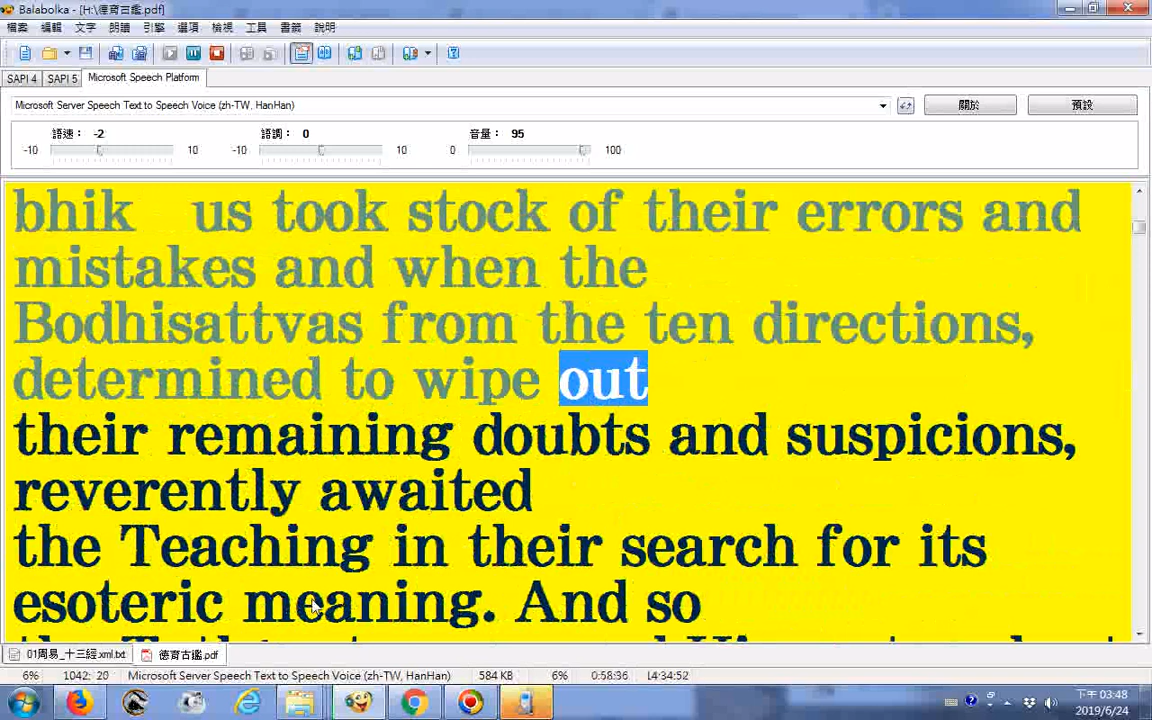 Balabolka - [H:\德育古鑑.pdf]
檔案 編輯 文字 朗讀 引擎 選項 檢視 工具 書籤 說明
SAPI 4 SAPI 5 Microsoft Speech Platform
Microsoft Server Speech Text to Speech Voice (zh-TW, HanHan) 關於 預設
語速： -2 語調： 0 音量： 95
-10 10 -10 10 0 100
bhik us took stock of their errors and
mistakes and when the
Bodhisattvas from the ten directions,
determined to wipe out
their remaining doubts and suspicions,
reverently awaited
the Teaching in their search for its
esoteric meaning. And so
01周易_十三經.xml.txt 德育古鑑.pdf
6% 1042: 20 Microsoft Server Speech Text to Speech Voice (zh-TW, HanHan) 584 KB 6% 0:58:36 14:34:52
下午 03:48
2019/6/24